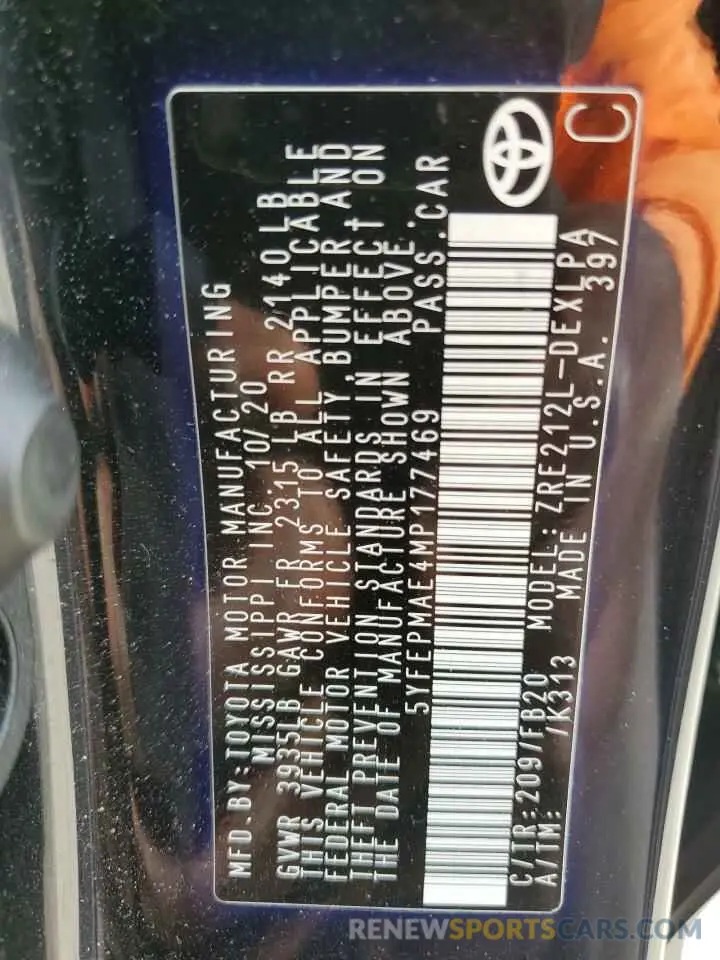 MFD.BY:TOYOTA MOTOR MANUFACTURING
MISSISSIPPI INC. 10/20
GVWR 3935LB GAWR FR 2315 LB RR 2140LB
THIS VEHICLE CONFORMS TO ALL APPLICABLE
FEDERAL MOTOR VEHICLE SAFETY, BUMPER AND
THEFT PREVENTION STANDARDS IN EFFECT ON
THE DATE OF MANUFACTURE SHOWN ABOVE.
5YFEPMAE4MP177469 PASS.CAR
C/TR:209/FB20 MODEL:ZRE212L-DEXLPA
A/TM: /K313 MADE IN U.S.A. 397
C
RENEWSPORTSCARS.COM